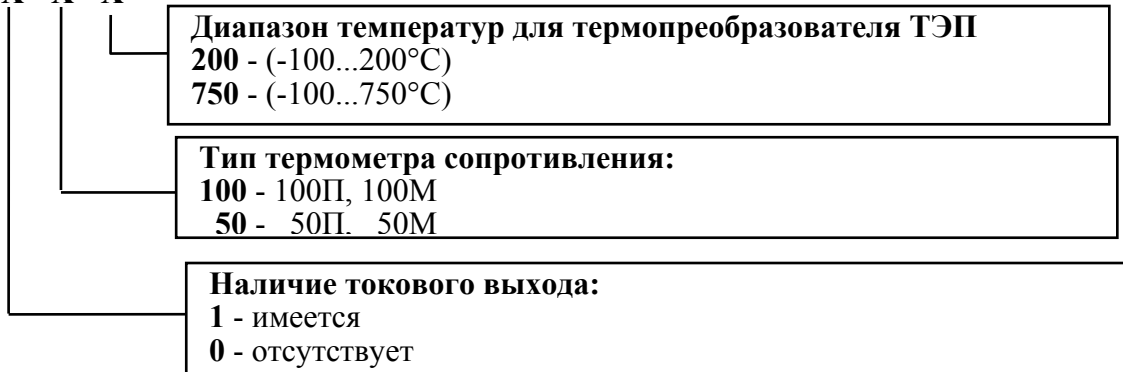 Х Х Х
Диапазон температур для термопреобразователя ТЭП
200 - (-100...200°С)
750 - (-100...750°С)
Тип термометра сопротивления:
100 - 100П, 100М
50 - 50П, 50М
Наличие токового выхода:
1 - имеется
0 - отсутствует